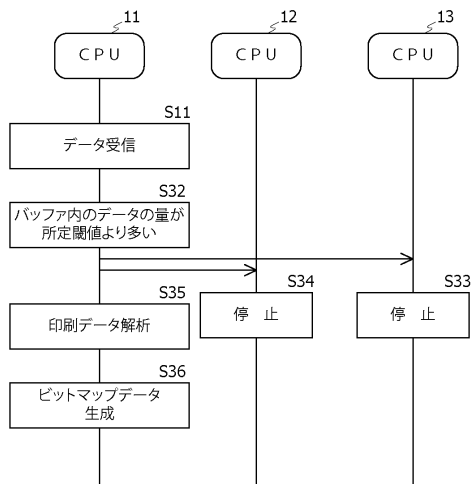 11
12
13
ＣＰＵ
ＣＰＵ
ＣＰＵ
S11
データ受信
S32
バッファ内のデータの量が
所定閾値より多い
S35
印刷データ解析
S34
停　止
S33
停　止
S36
ビットマップデータ
生成